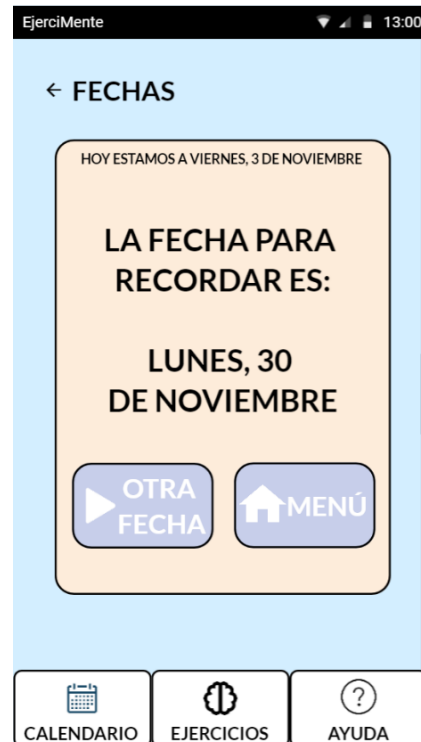 EjerciMente 13:00
← FECHAS
HOY ESTAMOS A VIERNES, 3 DE NOVIEMBRE
LA FECHA PARA
RECORDAR ES:
LUNES, 30
DE NOVIEMBRE
OTRA
FECHA
MENÚ
CALENDARIO EJERCICIOS AYUDA